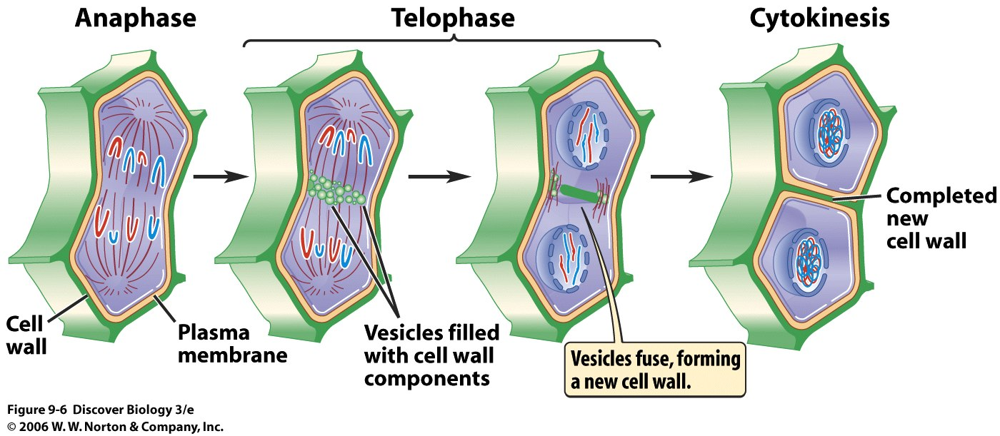 Anaphase
Telophase
Cytokinesis
Cell
wall
Plasma
membrane
Vesicles filled
with cell wall
components
Vesicles fuse, forming
a new cell wall.
Completed
new
cell wall
Figure 9-6 Discover Biology 3/e
© 2006 W. W. Norton & Company, Inc.